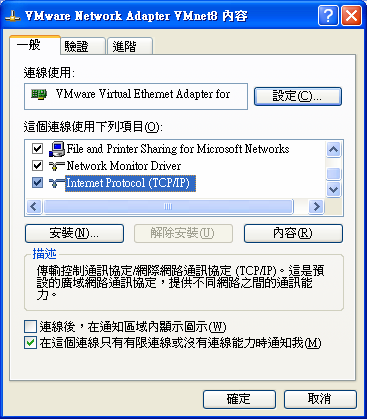 VMware Network Adapter VMnet8 內容
一般 驗證 進階
連線使用:
VMware Virtual Ethernet Adapter for
設定(C)...
這個連線使用下列項目(O):
File and Printer Sharing for Microsoft Networks
Network Monitor Driver
Internet Protocol (TCP/IP)
安裝(N)... 解除安裝(U) 內容(R)
描述
傳輸控制通訊協定/網際網路通訊協定 (TCP/IP)。這是預
設的廣域網路通訊協定,提供不同網路之間的通訊能
力。
連線後,在通知區域內顯示圖示(W)
在這個連線只有有限連線或沒有連線能力時通知我(M)
確定 取消